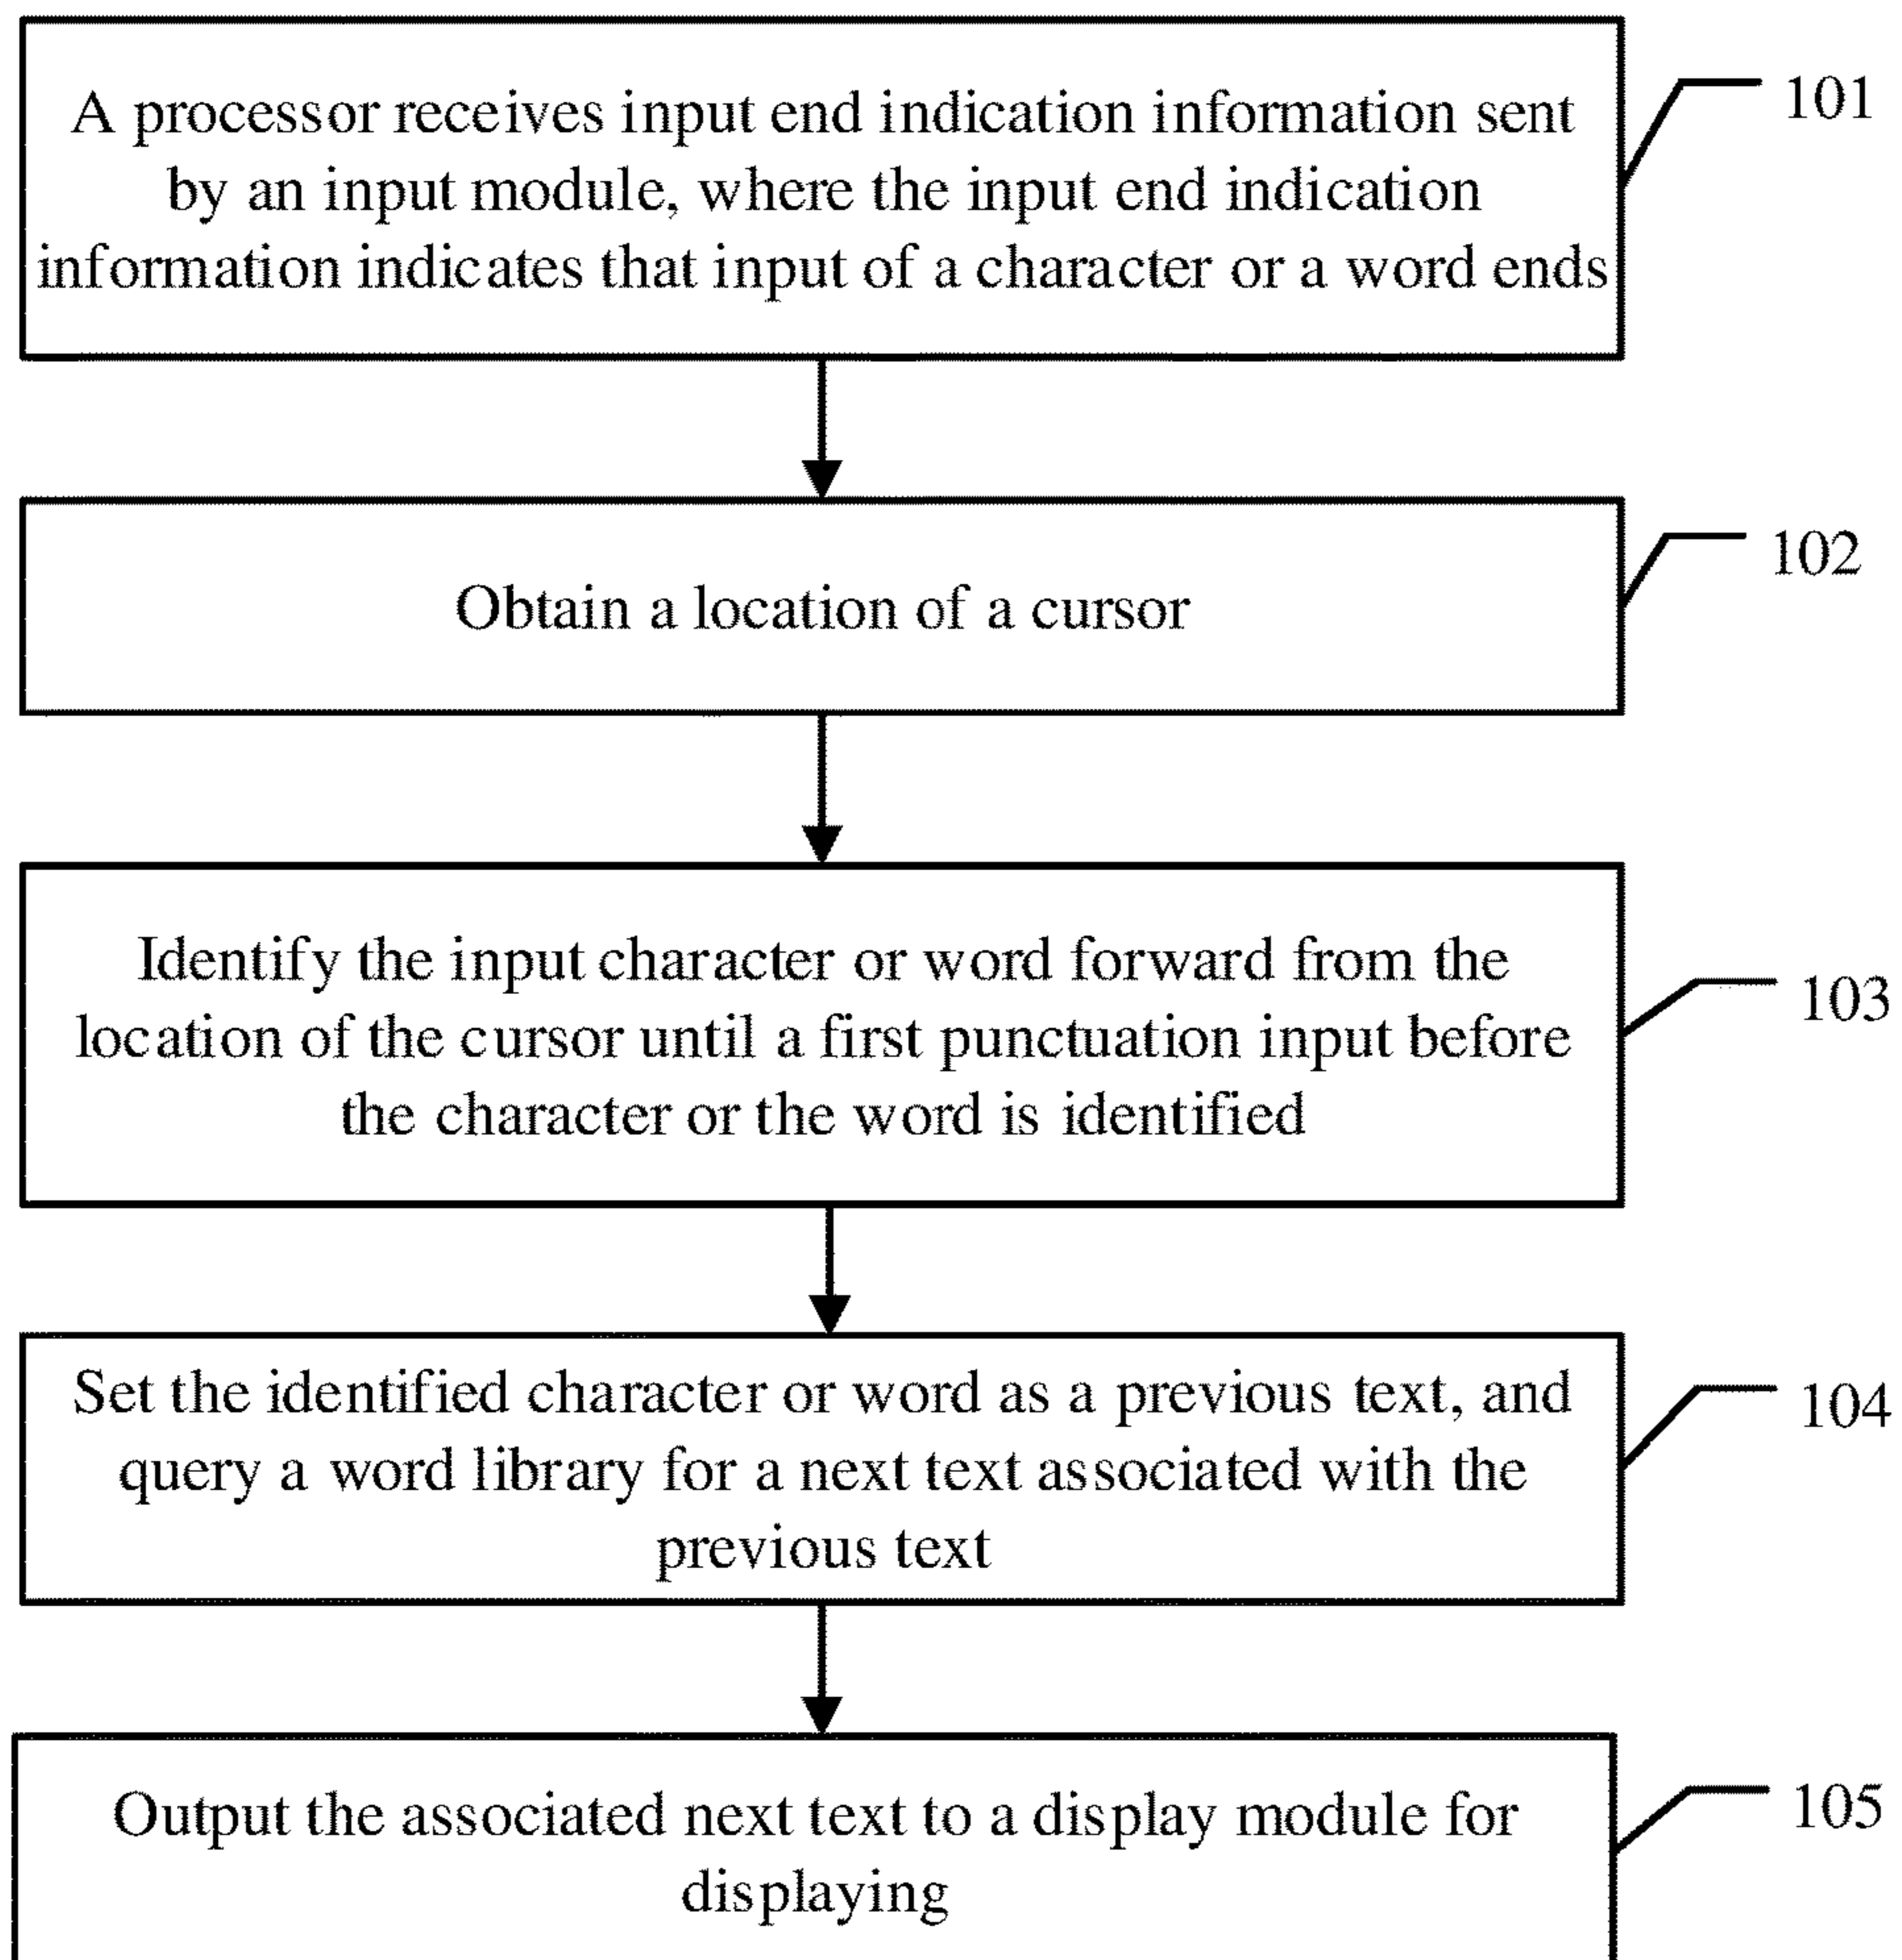 A processor receives input end indication information sent
by an input module, where the input end indication
information indicates that input of a character or a word ends
101
Obtain a location of a cursor
102
Identify the input character or word forward from the
location of the cursor until a first punctuation input before
the character or the word is identified
103
Set the identified character or word as a previous text, and
query a word library for a next text associated with the
previous text
104
Output the associated next text to a display module for
displaying
105